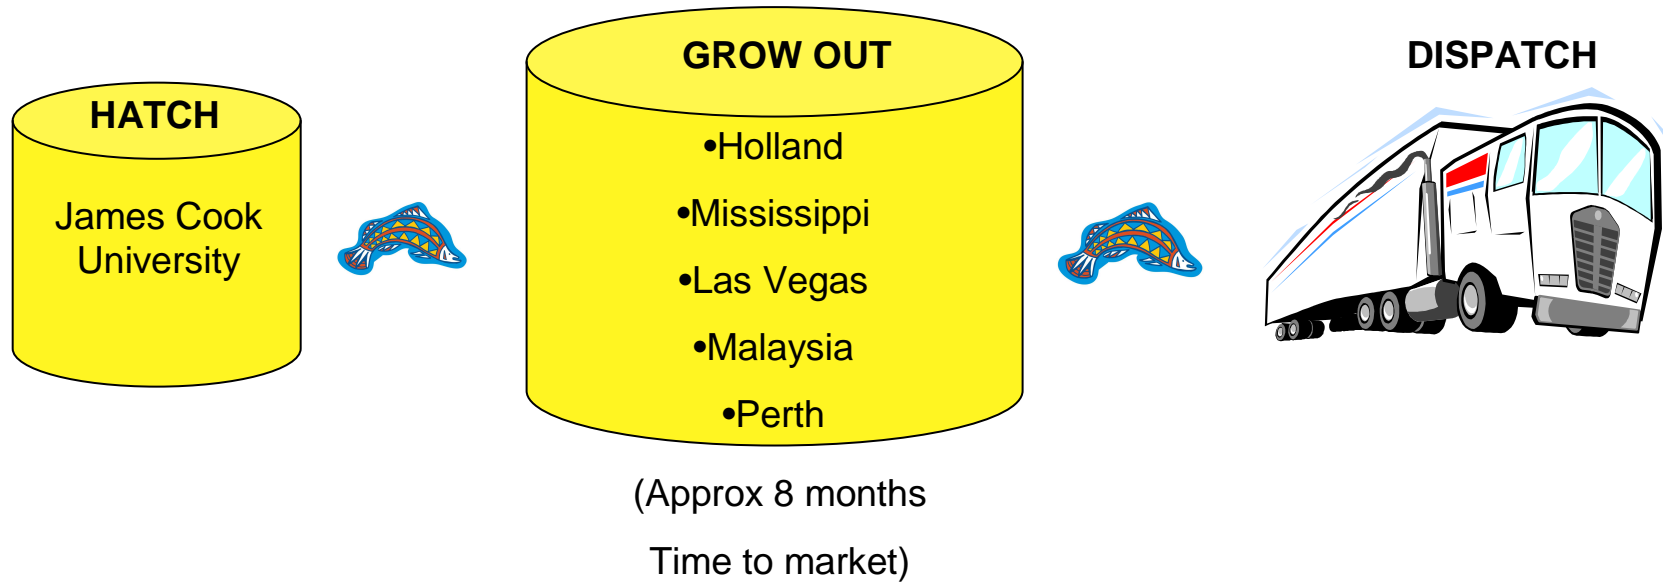 HATCH
James Cook
University
GROW OUT
•Holland
•Mississippi
•Las Vegas
•Malaysia
•Perth
(Approx 8 months
Time to market)
DISPATCH